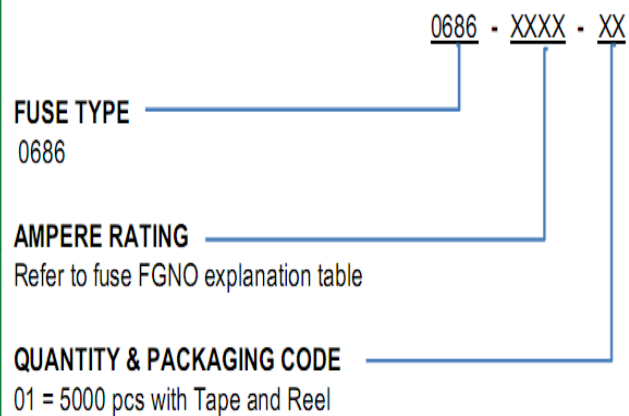 0686 - XXXX - XX
FUSE TYPE
0686
AMPERE RATING
Refer to fuse FGNO explanation table
QUANTITY & PACKAGING CODE
01 = 5000 pcs with Tape and Reel